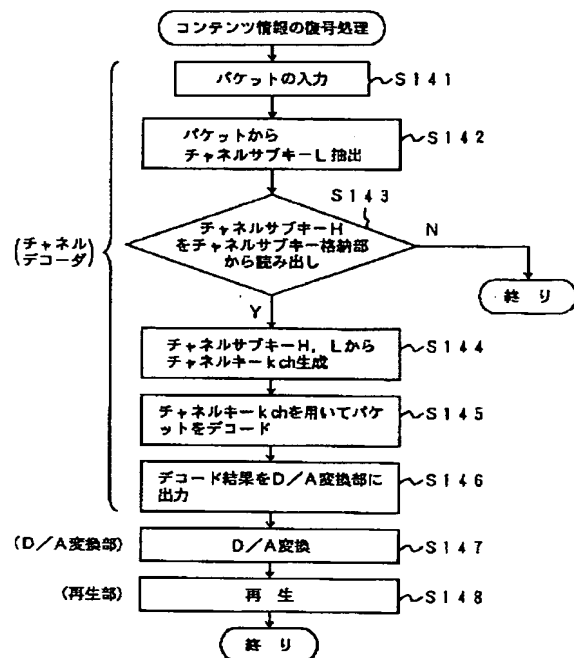 コンテンツ情報の復号処理
パケットの入力
S141
パケットから
チャネルサブキーL抽出
S142
S143
チャネルサブキーH
をチャネルサブキー格納部
から読み出し
N
終 り
Y
(チャネル
デコーダ)
チャネルサブキーH, Lから
チャネルキーkch生成
S144
チャネルキーkchを用いてパケ
ットをデコード
S145
デコード結果をD/A変換部に
出力
S146
(D/A変換部)
D/A変換
S147
(再生部)
再 生
S148
終 り